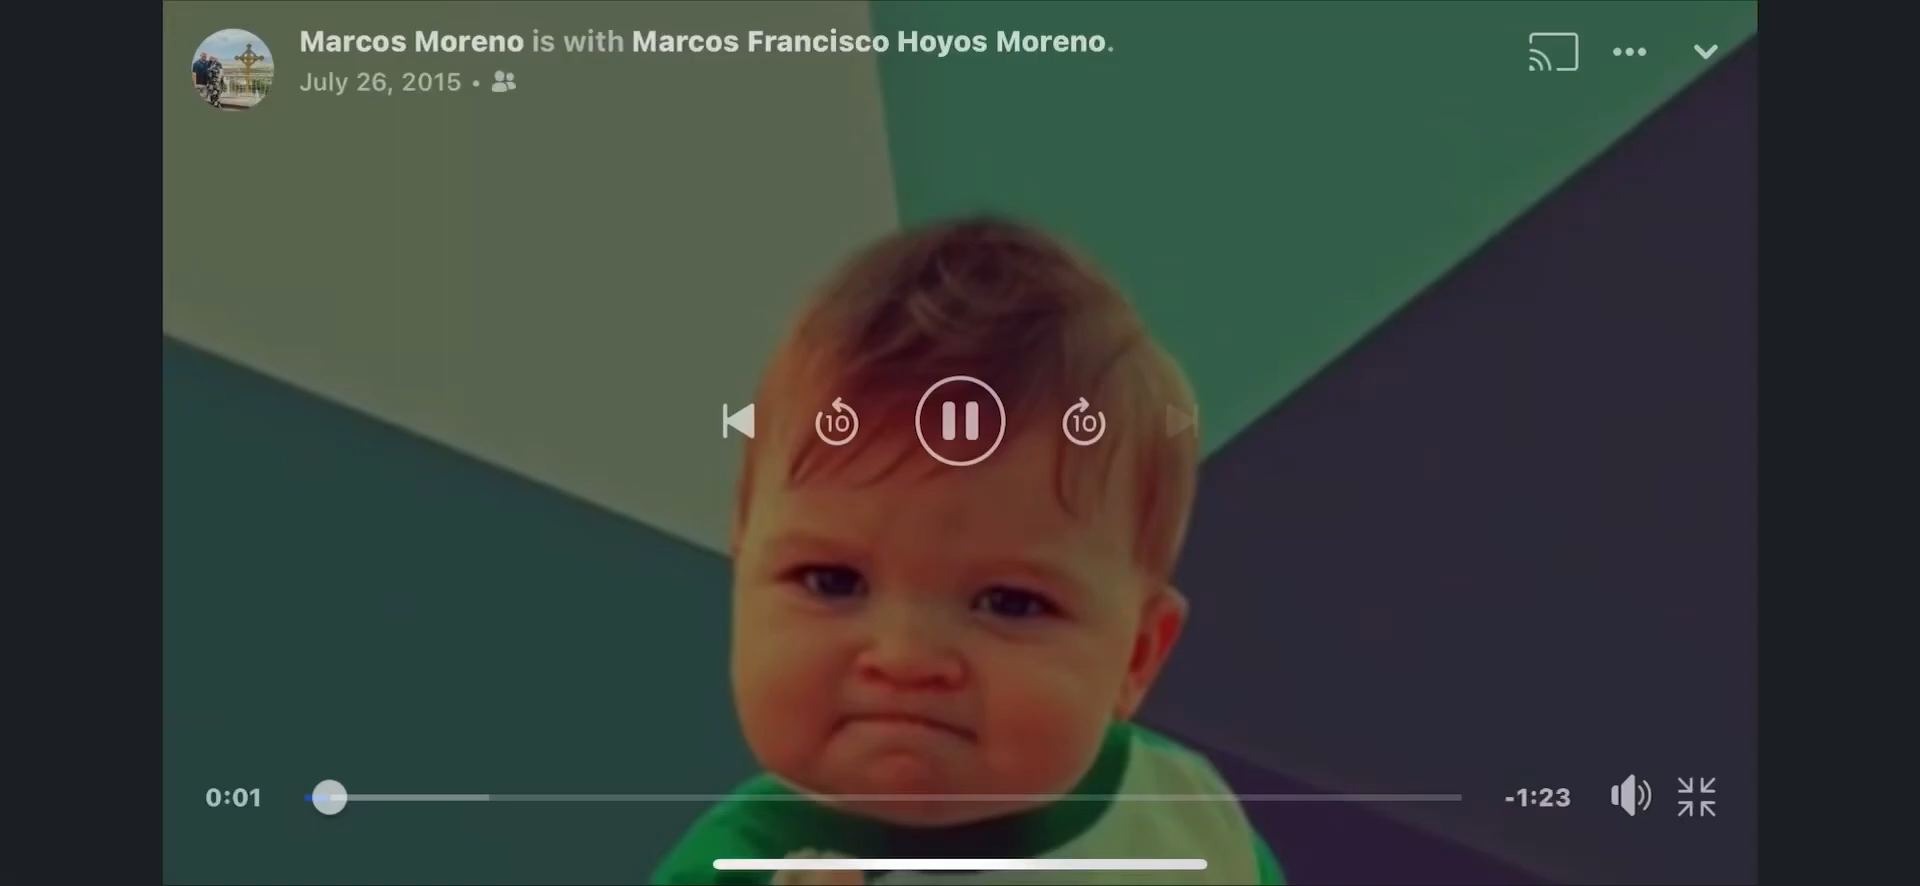 Marcos Moreno is with Marcos Francisco Hoyos Moreno.
July 26, 2015 •
10 10
0:01 -1:23